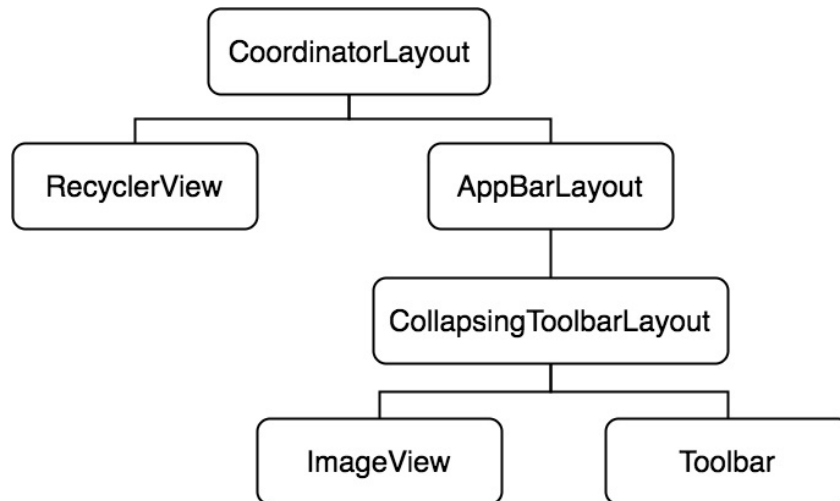 CoordinatorLayout
RecyclerView
AppBarLayout
CollapsingToolbarLayout
ImageView
Toolbar